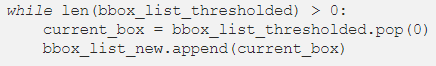 while len(bbox_list_thresholded) > 0:
    current_box = bbox_list_thresholded.pop(0)
    bbox_list_new.append(current_box)